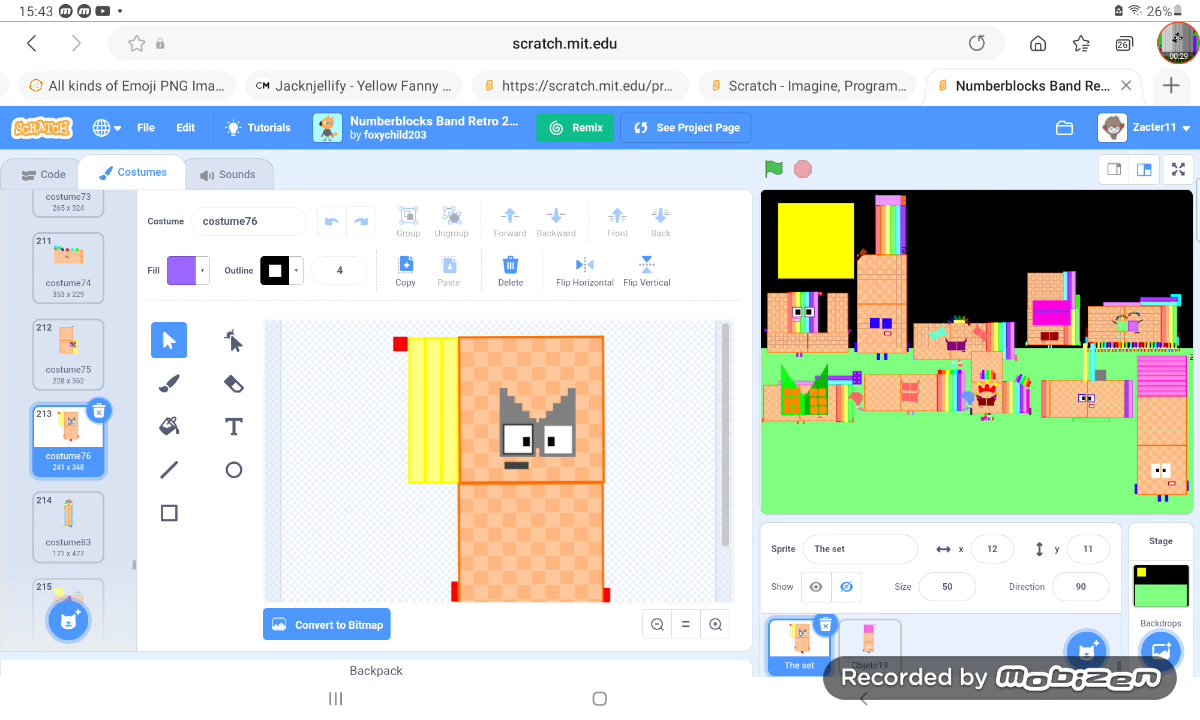 15:43
26%
scratch.mit.edu
26
00:29
All kinds of Emoji PNG Ima...
CM Jacknjellify - Yellow Fanny ...
https://scratch.mit.edu/pr...
Scratch - Imagine, Program...
Numberblocks Band Re...
SCRATCH
File
Edit
Tutorials
Numberblocks Band Retro 2...
by foxychild203
Remix
See Project Page
Zacter11
Code
Costumes
Sounds
costume73
265 x 324
211
costume74
353 x 229
212
costume75
228 x 362
213
costume76
241 x 348
214
costume83
171 x 477
215
Costume
costume76
Group
Ungroup
Forward
Backward
Front
Back
Fill
Outline
4
Copy
Paste
Delete
Flip Horizontal
Flip Vertical
T
Convert to Bitmap
Backpack
Sprite
The set
x
12
y
11
Show
Size
50
Direction
90
The set
Objeto19
Stage
Backdrops
Recorded by mobizen